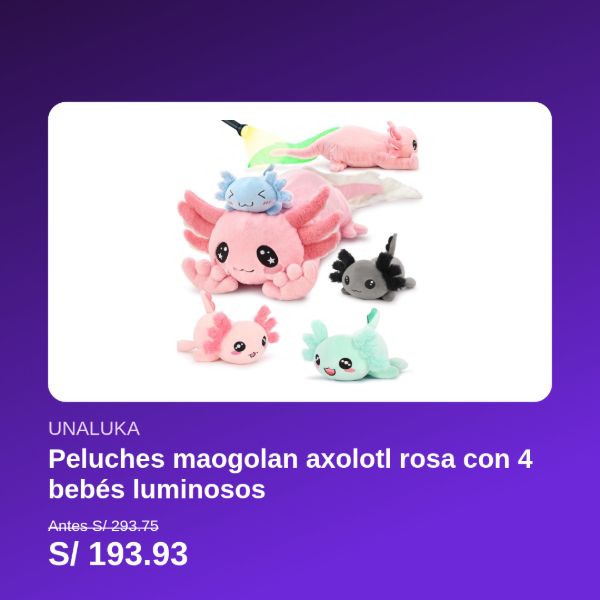 UNALUKA
Peluches maogolan axolotl rosa con 4
bebés luminosos
Antes S/ 293.75
S/ 193.93